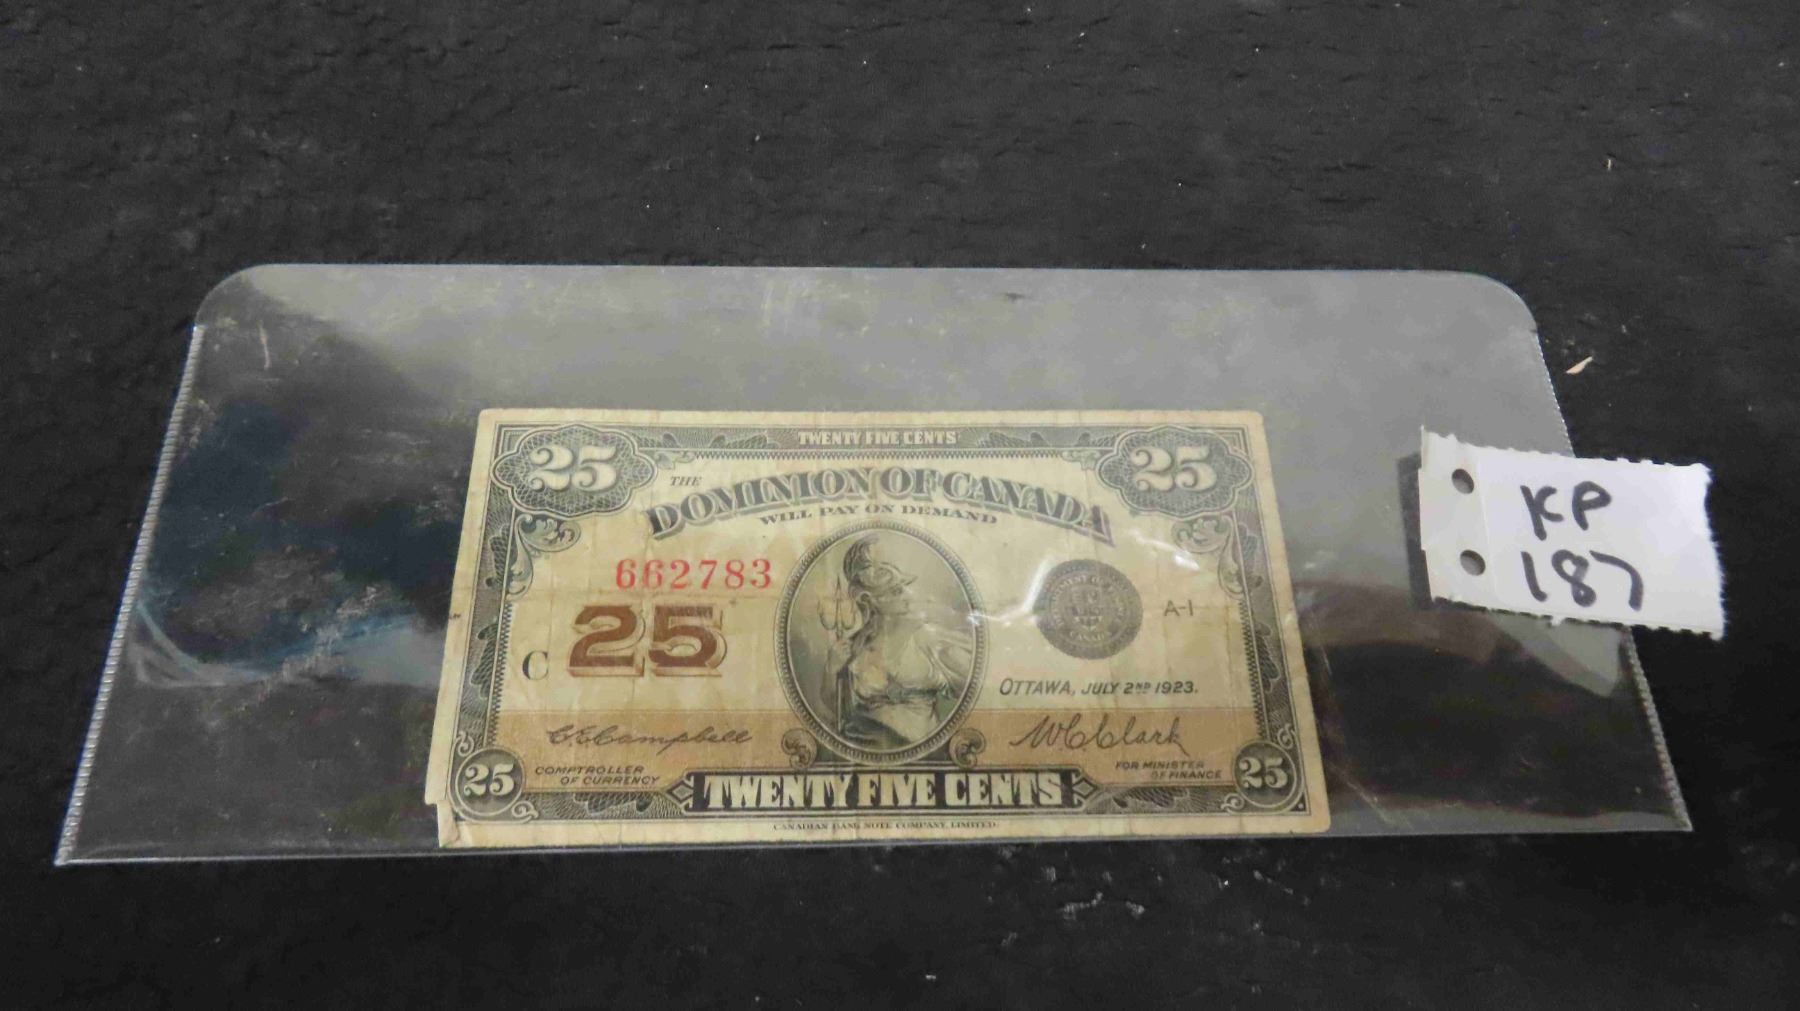 TWENTY FIVE CENTS
25 25
THE
DOMINION OF CANADA
WILL PAY ON DEMAND
662783
25
C
A-1
CANADA
OTTAWA, JULY 2ND 1923.
C.E. Campbell
WC Clark
COMPTROLLER
OF CURRENCY
FOR MINISTER
OF FINANCE
25 25
TWENTY FIVE CENTS
CANADIAN BANK NOTE COMPANY, LIMITED.
KP
187